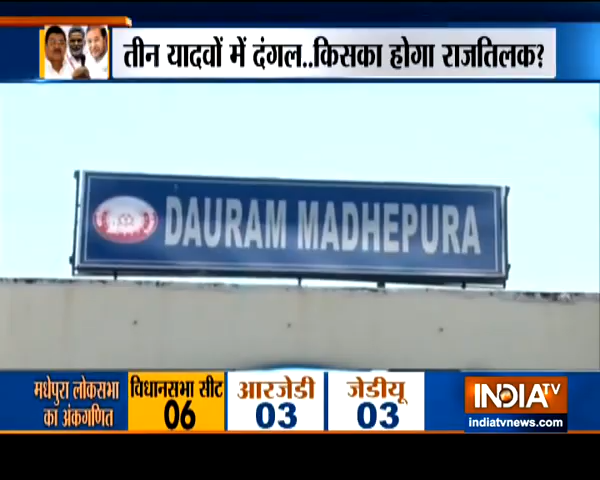 तीन यादवों में दंगल..किसका होगा राजतिलक?
DAURAM MADHEPURA
मधेपुरा लोकसभा
का अंकगणित
विधानसभा सीट
06
आरजेडी
03
जेडीयू
03
INDIA TV
indiatvnews.com